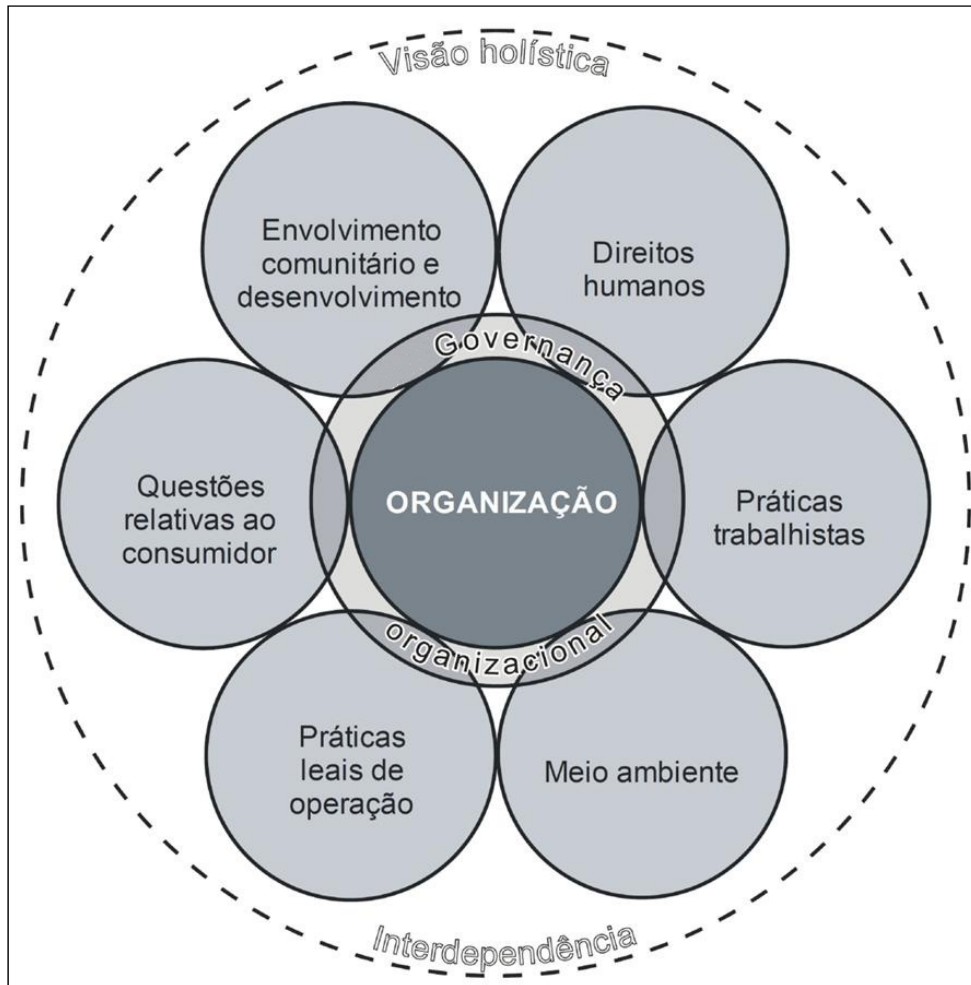 Visão holística
Envolvimento
comunitário e
desenvolvimento
Direitos
humanos
Governança
Questões
relativas ao
consumidor
ORGANIZAÇÃO
Práticas
trabalhistas
organizacional
Práticas
leais de
operação
Meio ambiente
Interdependência